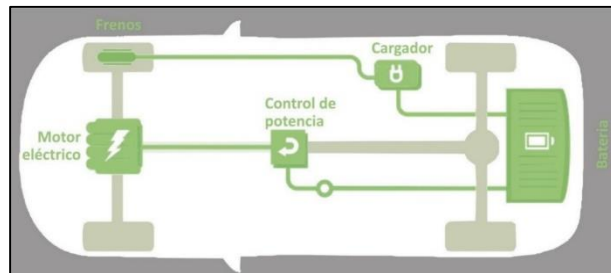 Frenos
Cargador
Control de
potencia
Motor
eléctrico
Batería